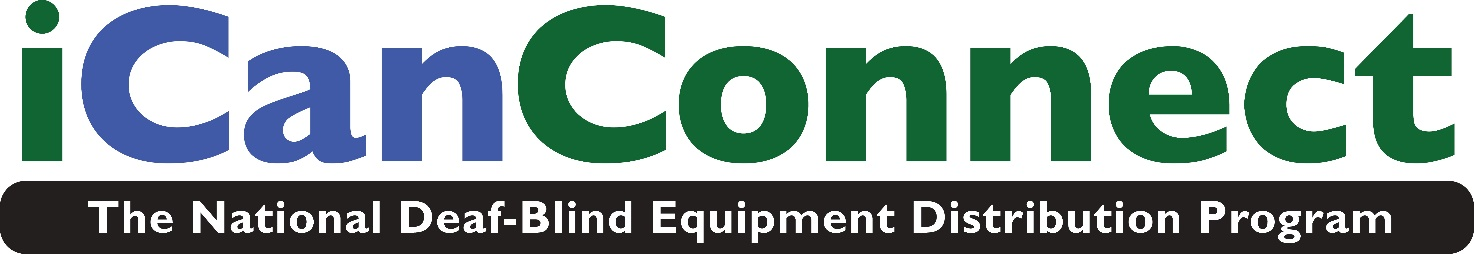 iCanConnect
The National Deaf-Blind Equipment Distribution Program